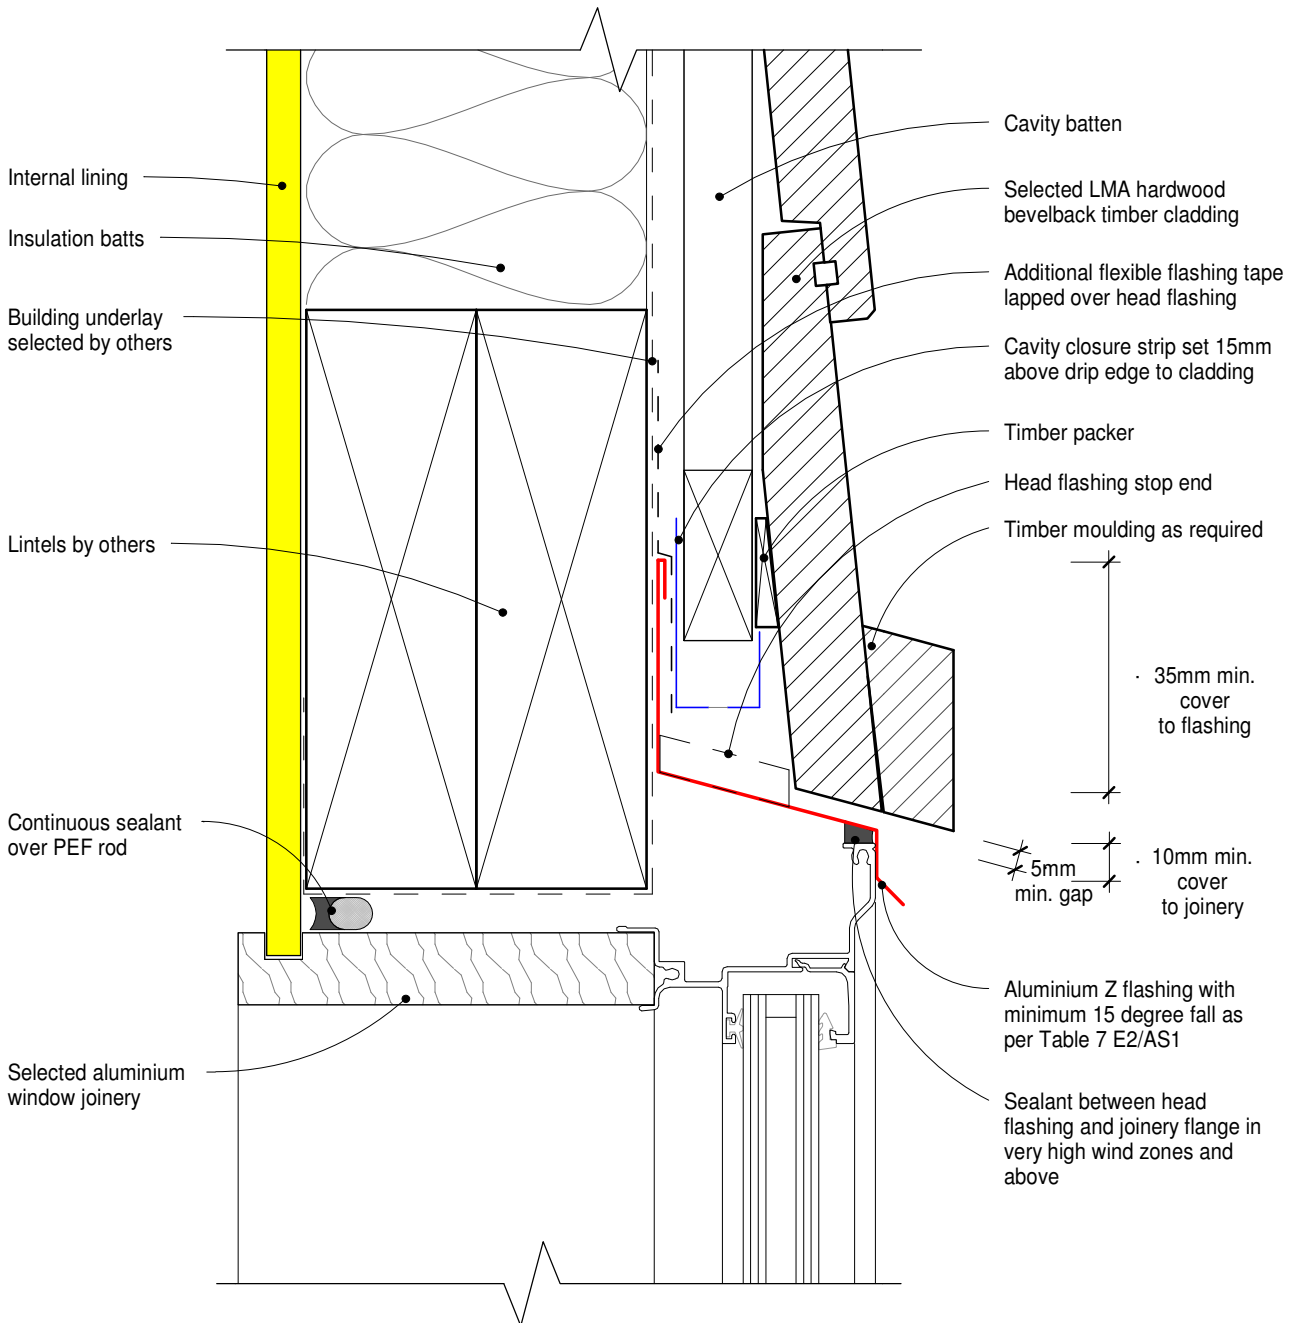 Internal lining
Insulation batts
Building underlay
selected by others
Lintels by others
Continuous sealant
over PEF rod
Selected aluminium
window joinery
Cavity batten
Selected LMA hardwood
bevelback timber cladding
Additional flexible flashing tape
lapped over head flashing
Cavity closure strip set 15mm
above drip edge to cladding
Timber packer
Head flashing stop end
Timber moulding as required
35mm min.
cover
to flashing
5mm
min. gap
10mm min.
cover
to joinery
Aluminium Z flashing with
minimum 15 degree fall as
per Table 7 E2/AS1
Sealant between head
flashing and joinery flange in
very high wind zones and
above